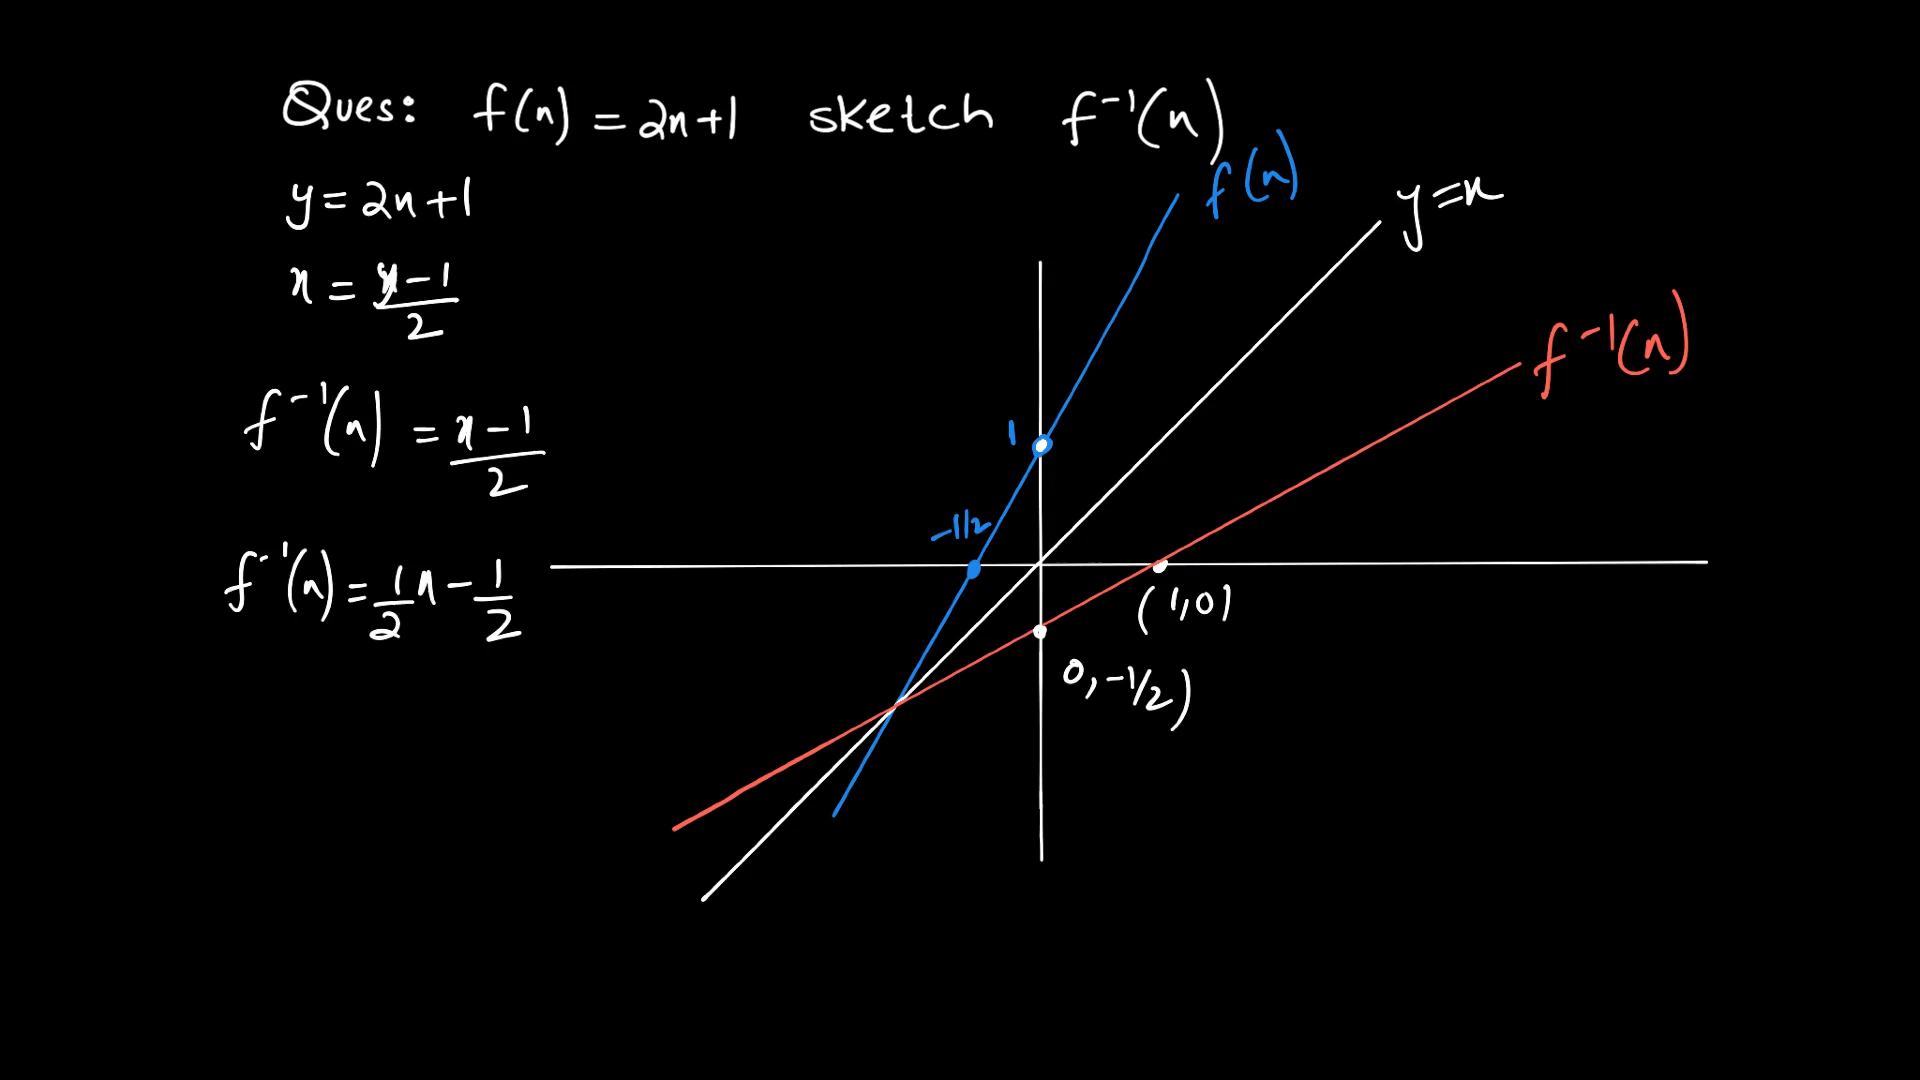 Ques: f(x) = 2x+1 sketch f⁻¹(x)
y = 2x+1
x = y-1/2
f⁻¹(x) = x-1/2
f⁻¹(x) = 1/2 x - 1/2
f(x)
y=x
f⁻¹(x)
1
-1/2
(1,0)
0,-1/2)